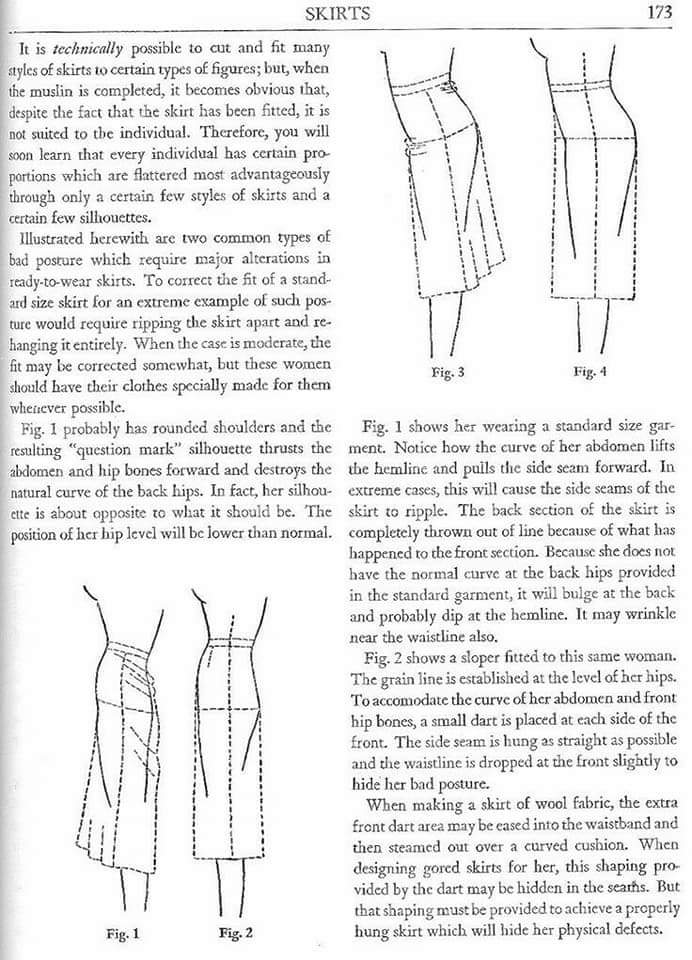 SKIRTS 173
It is technically possible to cut and fit many
styles of skirts to certain types of figures; but, when
the muslin is completed, it becomes obvious that,
despite the fact that the skirt has been fitted, it is
not suited to the individual. Therefore, you will
soon learn that every individual has certain pro-
portions which are flattered most advantageously
through only a certain few styles of skirts and a
certain few silhouettes.
Illustrated herewith are two common types of
bad posture which require major alterations in
ready-to-wear skirts. To correct the fit of a stand-
ard size skirt for an extreme example of such pos-
ture would require ripping the skirt apart and re-
hanging it entirely. When the case is moderate, the
fit may be corrected somewhat, but these women
should have their clothes specially made for them
whenever possible.
Fig. 1 probably has rounded shoulders and the
resulting "question mark" silhouette thrusts the
abdomen and hip bones forward and destroys the
natural curve of the back hips. In fact, her silhou-
ette is about opposite to what it should be. The
position of her hip level will be lower than normal.
Fig. 1
Fig. 2
Fig. 3
Fig. 4
Fig. 1 shows her wearing a standard size gar-
ment. Notice how the curve of her abdomen lifts
the hemline and pulls the side seam forward. In
extreme cases, this will cause the side seams of the
skirt to ripple. The back section of the skirt is
completely thrown out of line because of what has
happened to the front section. Because she does not
have the normal curve at the back hips provided
in the standard garment, it will bulge at the back
and probably dip at the hemline. It may wrinkle
near the waistline also.
Fig. 2 shows a sloper fitted to this same woman.
The grain line is established at the level of her hips.
To accomodate the curve of her abdomen and front
hip bones, a small dart is placed at each side of the
front. The side seam is hung as straight as possible
and the waistline is dropped at the front slightly to
hide her bad posture.
When making a skirt of wool fabric, the extra
front dart area may be eased into the waistband and
then steamed out over a curved cushion. When
designing gored skirts for her, this shaping pro-
vided by the dart may be hidden in the seams. But
that shaping must be provided to achieve a properly
hung skirt which will hide her physical defects.